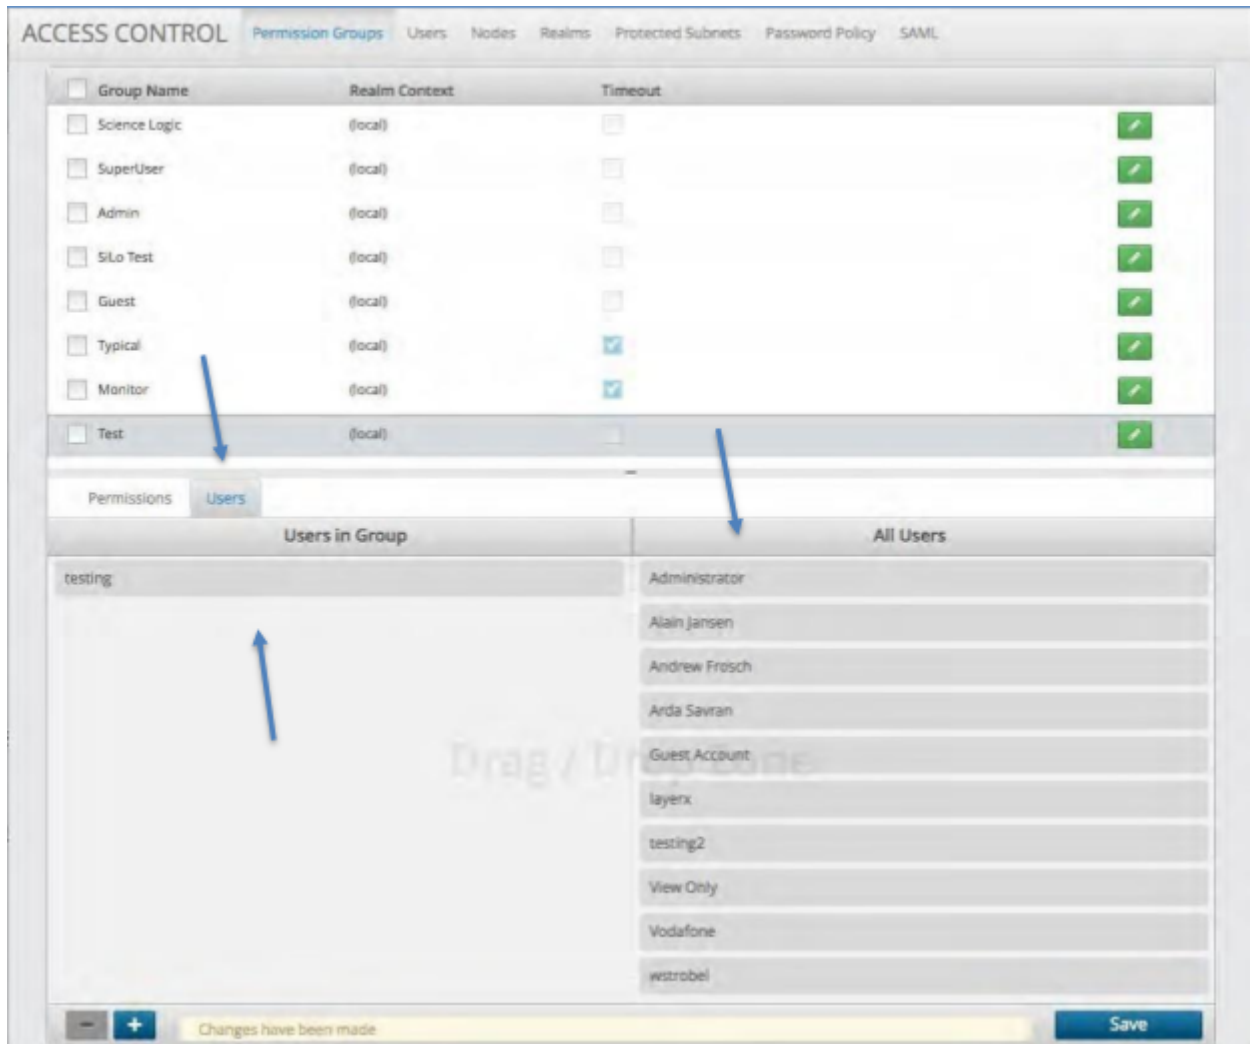 ACCESS CONTROL Permission Groups Users Nodes Realms Protected Subnets Password Policy SAML
Group Name Realm Context Timeout
Science Logic (local)
SuperUser (local)
Admin (local)
SiLo Test (local)
Guest (local)
Typical (local)
Monitor (local)
Test (local)
Permissions Users
Users in Group All Users
testing Administrator
Alain Jansen
Andrew Frosch
Arda Savran
Guest Account
Drag / Drop Zone
layerx
testing2
View Only
Vodafone
wstrobel
Changes have been made Save